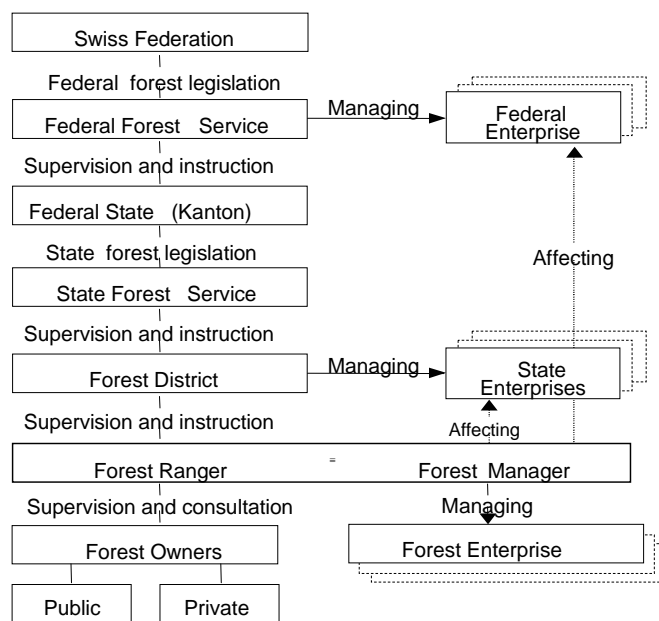 Swiss Federation
Federal forest legislation
Managing
Federal
Enterprise
Federal Forest Service
Supervision and instruction
Federal State (Kanton)
State forest legislation
Affecting
State Forest Service
Supervision and instruction
Managing
State
Enterprises
Forest District
Supervision and instruction
Affecting
Forest Ranger = Forest Manager
Supervision and consultation
Managing
Forest Owners
Forest Enterprise
Public
Private